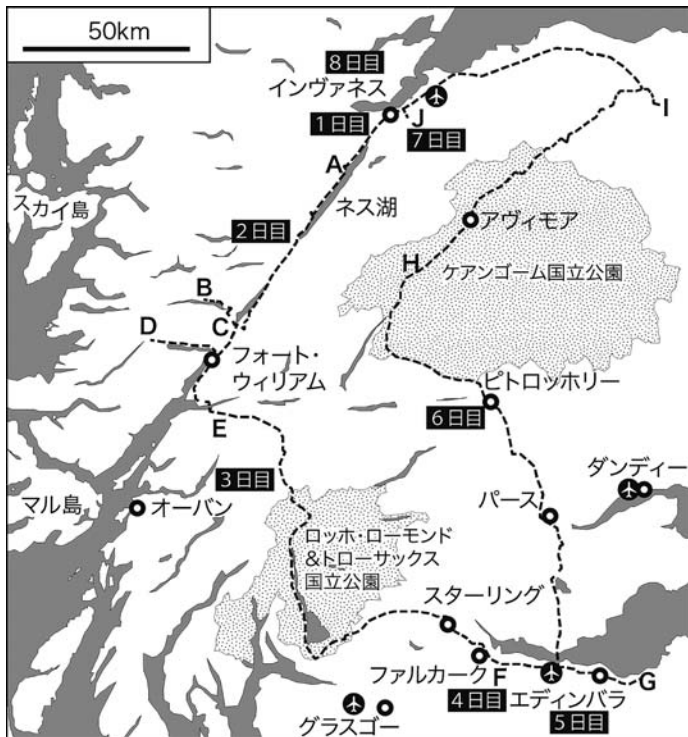 50km
8日目
インヴァネス
J
I
1日目
7日目
A
スカイ島
ネス湖
アヴィモア
2日目
H
ケアンゴーム国立公園
B
C
D
フォート・
ウィリアム
ピトロッホリー
E
6日目
3日目
ダンディー
マル島
オーバン
パース
ロッホ・ローモンド
&トローサックス
国立公園
スターリング
ファルカーク
F
G
4日目
エディンバラ
グラスゴー
5日目